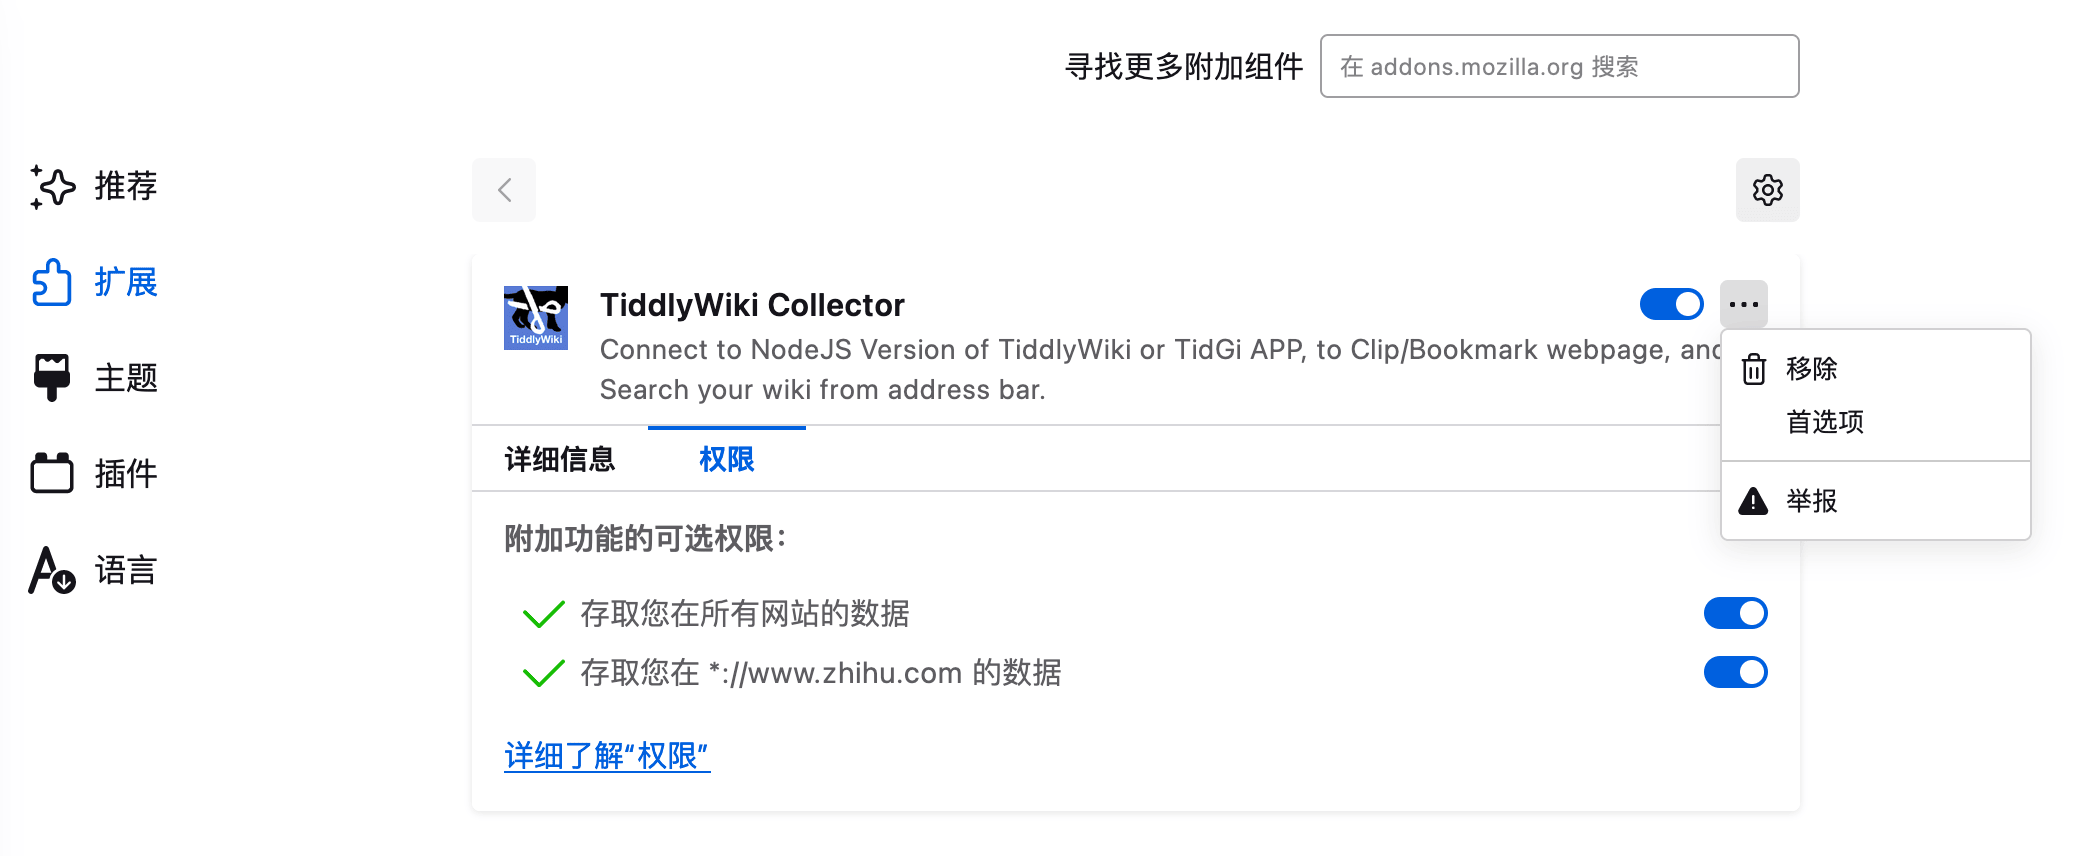 寻找更多附加组件
在 addons.mozilla.org 搜索
推荐
扩展
主题
插件
语言
TiddlyWiki
TiddlyWiki Collector
Connect to NodeJS Version of TiddlyWiki or TidGi APP, to Clip/Bookmark webpage, and
Search your wiki from address bar.
移除
首选项
举报
详细信息
权限
附加功能的可选权限：
存取您在所有网站的数据
存取您在 *://www.zhihu.com 的数据
详细了解“权限”